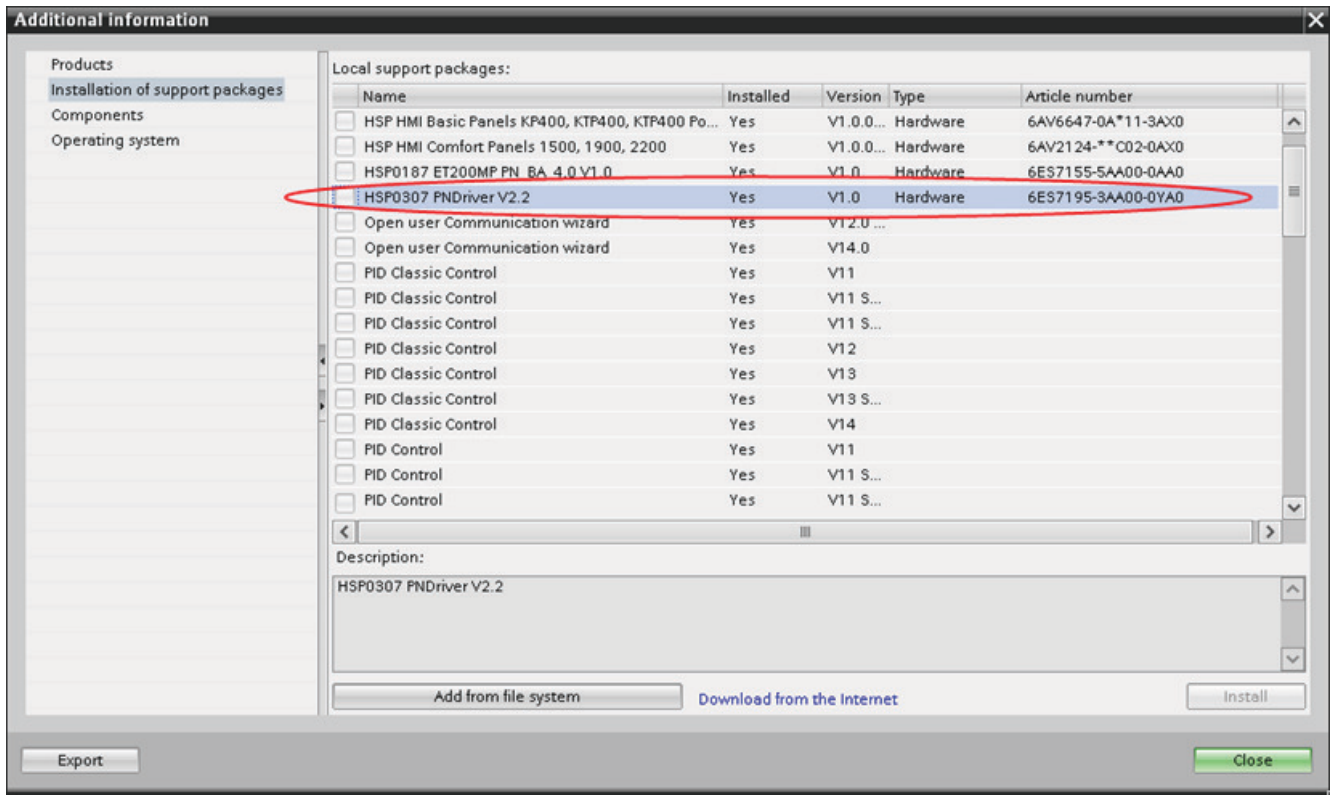 Additional information
Products
Installation of support packages
Components
Operating system
Local support packages:
Name Installed Version Type Article number
HSP HMI Basic Panels KP400, KTP400, KTP400 Po... Yes V1.0.0... Hardware 6AV6647-0A*11-3AX0
HSP HMI Comfort Panels 1500, 1900, 2200 Yes V1.0.0... Hardware 6AV2124-**C02-0AX0
HSP0187 ET200MP PN_BA_4.0 V1.0 Yes V1.0 Hardware 6ES7155-5AA00-0AA0
HSP0307 PNDriver V2.2 Yes V1.0 Hardware 6ES7195-3AA00-0YA0
Open user Communication wizard Yes V12.0 ...
Open user Communication wizard Yes V14.0
PID Classic Control Yes V11
PID Classic Control Yes V11 S...
PID Classic Control Yes V11 S...
PID Classic Control Yes V12
PID Classic Control Yes V13
PID Classic Control Yes V13 S...
PID Classic Control Yes V14
PID Control Yes V11
PID Control Yes V11 S...
PID Control Yes V11 S...
Description:
HSP0307 PNDriver V2.2
Add from file system Download from the Internet Install
Export Close